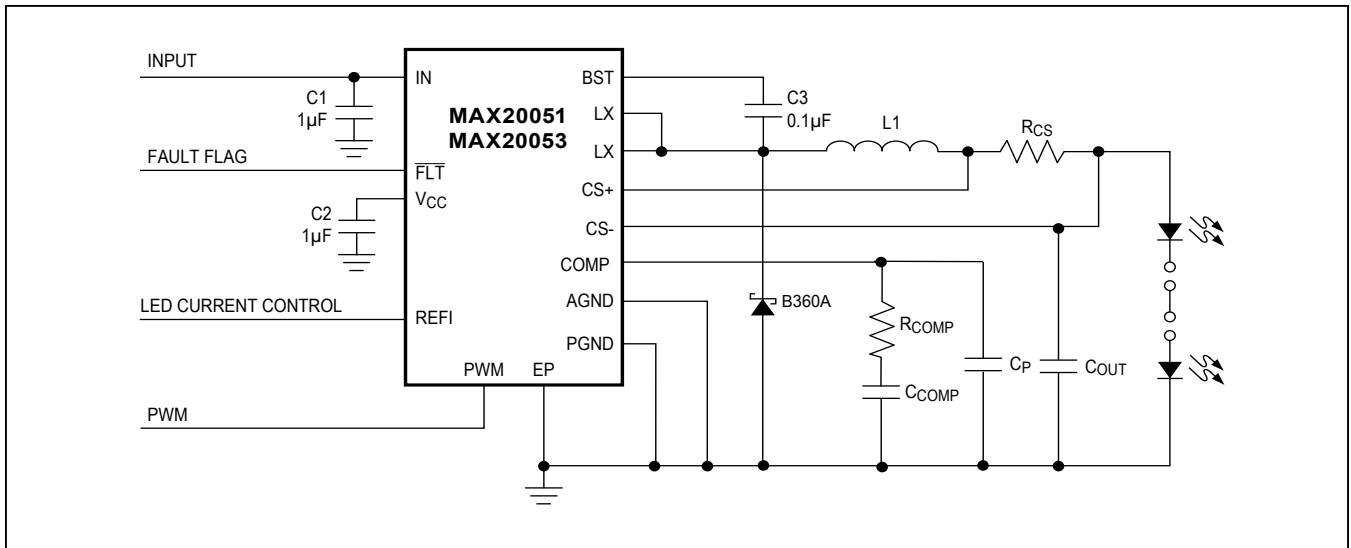 INPUT
C1
1µF
FAULT FLAG
C2
1µF
LED CURRENT CONTROL
PWM
IN
FLT
VCC
REFI
PWM
EP
MAX20051
MAX20053
BST
LX
LX
CS+
CS-
COMP
AGND
PGND
C3
0.1µF
L1
RCS
B360A
RCOMP
CCOMP
CP
COUT